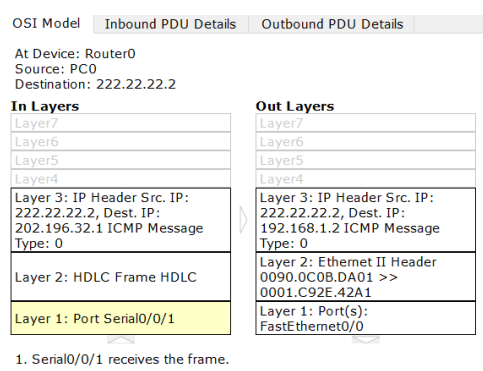 OSI Model Inbound PDU Details Outbound PDU Details
At Device: Router0
Source: PC0
Destination: 222.22.22.2
In Layers
Layer7
Layer6
Layer5
Layer4
Layer 3: IP Header Src. IP:
222.22.22.2, Dest. IP:
202.196.32.1 ICMP Message
Type: 0
Layer 2: HDLC Frame HDLC
Layer 1: Port Serial0/0/1
Out Layers
Layer7
Layer6
Layer5
Layer4
Layer 3: IP Header Src. IP:
222.22.22.2, Dest. IP:
192.168.1.2 ICMP Message
Type: 0
Layer 2: Ethernet II Header
0090.0C0B.DA01 >>
0001.C92E.42A1
Layer 1: Port(s):
FastEthernet0/0
1. Serial0/0/1 receives the frame.